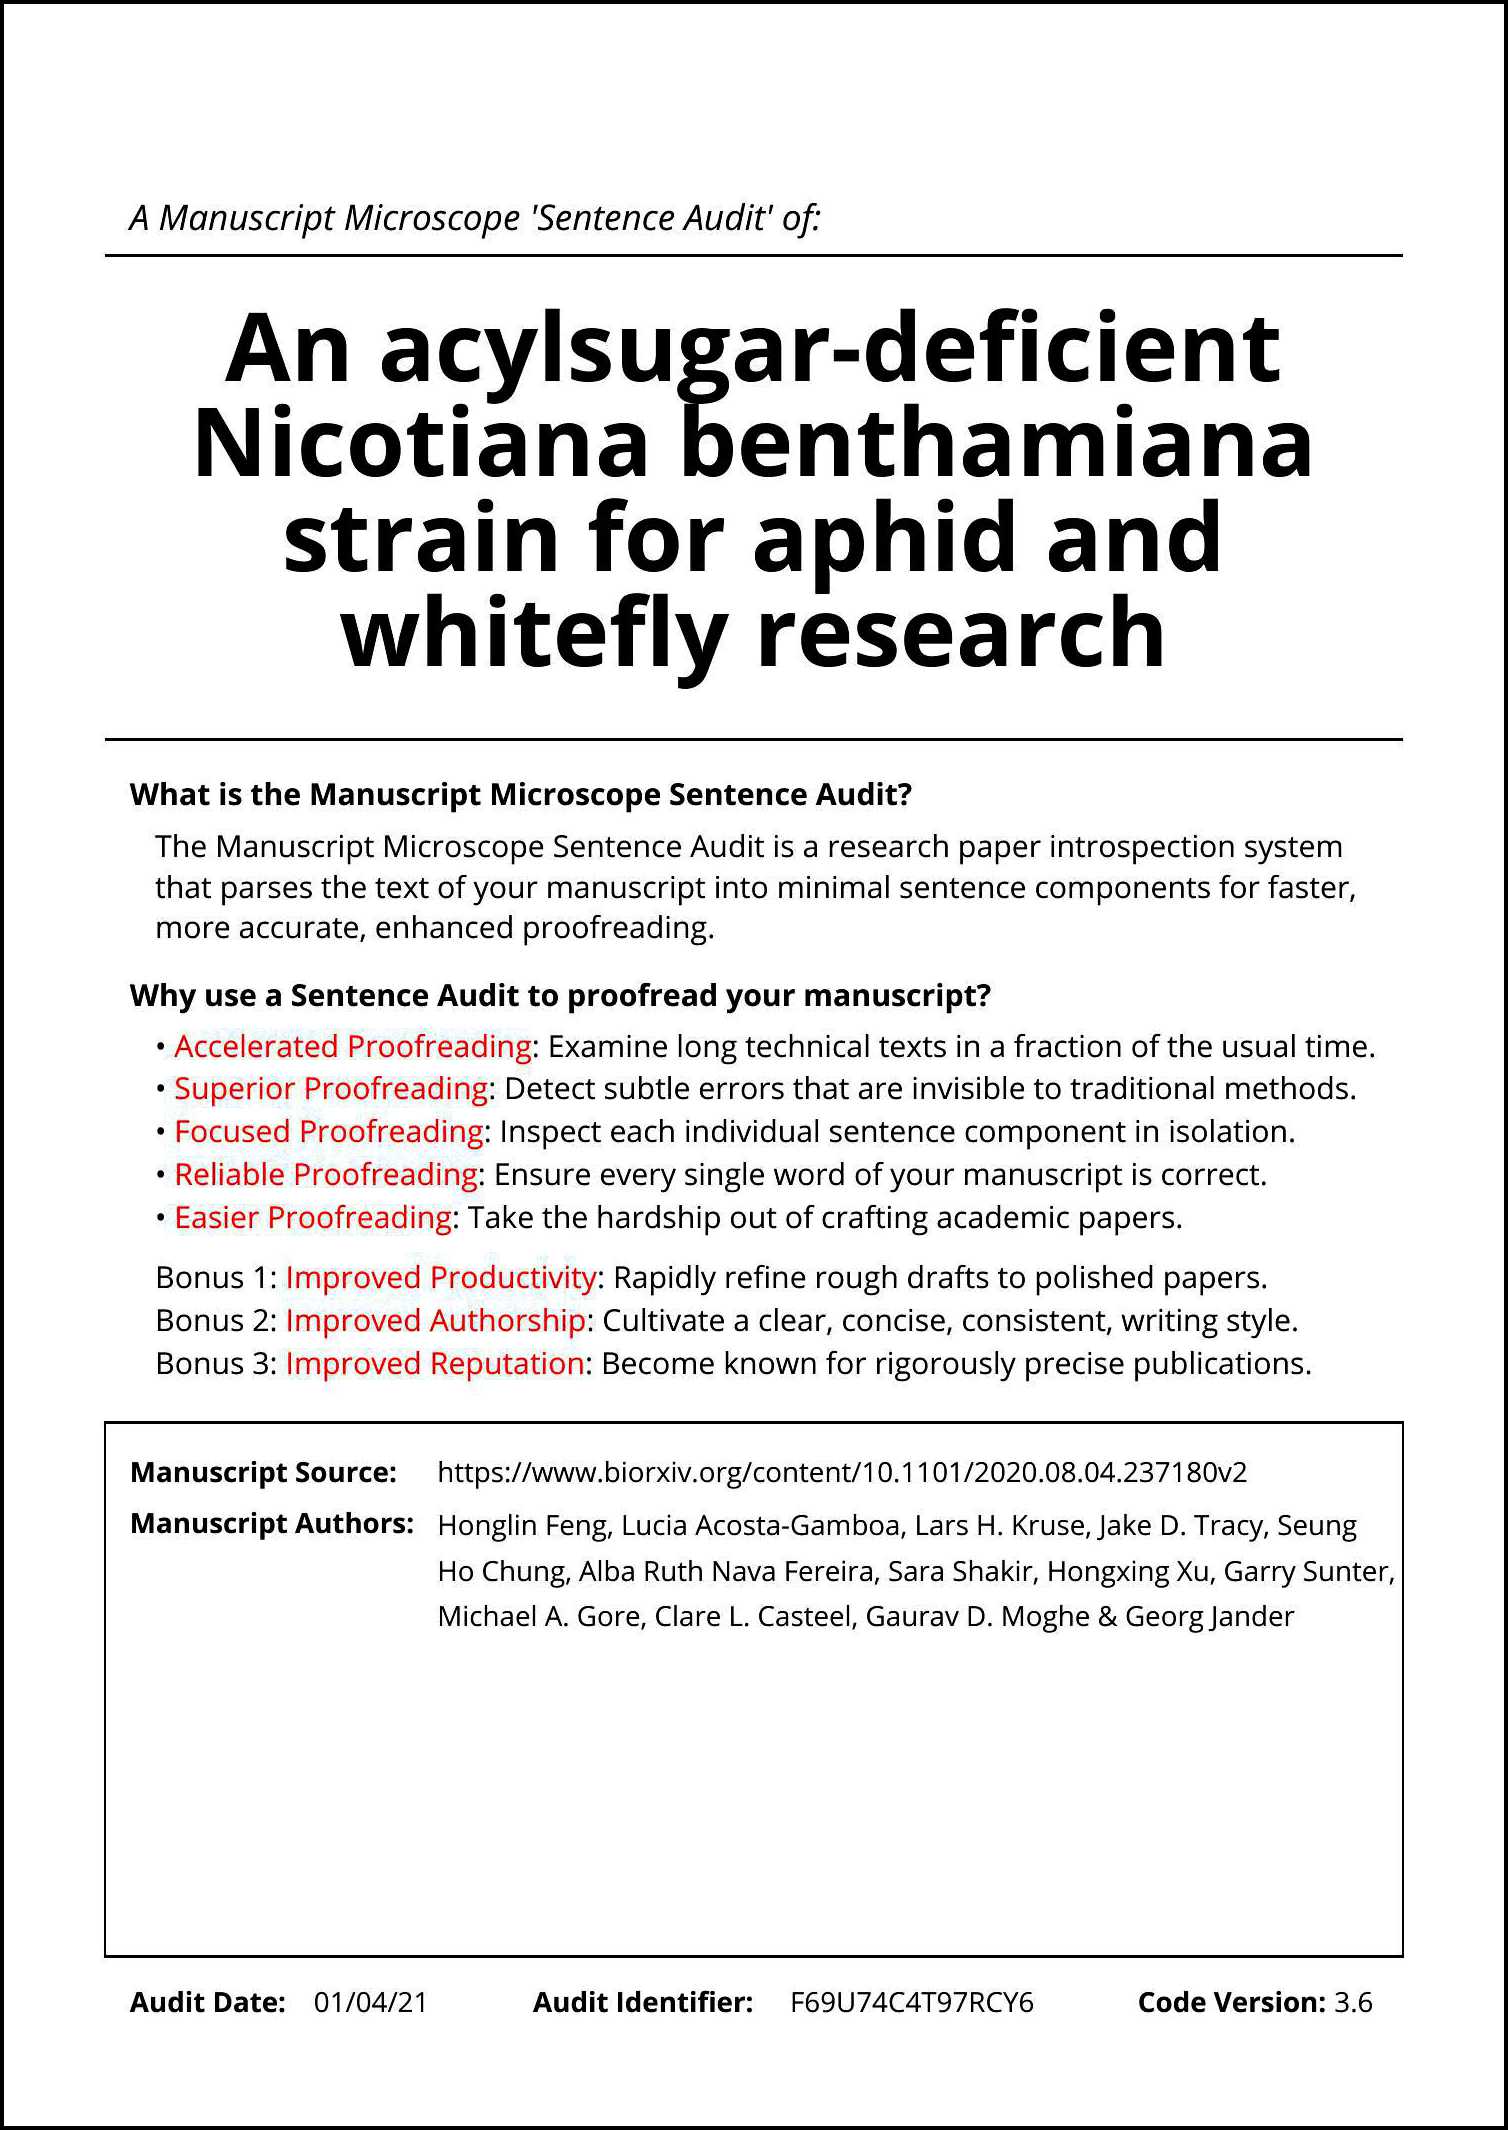 A Manuscript Microscope 'Sentence Audit' of:
An acylsugar-deficient
Nicotiana benthamiana
strain for aphid and
whitefly research
What is the Manuscript Microscope Sentence Audit?
The Manuscript Microscope Sentence Audit is a research paper introspection system
that parses the text of your manuscript into minimal sentence components for faster,
more accurate, enhanced proofreading.
Why use a Sentence Audit to proofread your manuscript?
• Accelerated Proofreading: Examine long technical texts in a fraction of the usual time.
• Superior Proofreading: Detect subtle errors that are invisible to traditional methods.
• Focused Proofreading: Inspect each individual sentence component in isolation.
• Reliable Proofreading: Ensure every single word of your manuscript is correct.
• Easier Proofreading: Take the hardship out of crafting academic papers.
Bonus 1: Improved Productivity: Rapidly refine rough drafts to polished papers.
Bonus 2: Improved Authorship: Cultivate a clear, concise, consistent, writing style.
Bonus 3: Improved Reputation: Become known for rigorously precise publications.
Manuscript Source: https://www.biorxiv.org/content/10.1101/2020.08.04.237180v2
Manuscript Authors: Honglin Feng, Lucia Acosta-Gamboa, Lars H. Kruse, Jake D. Tracy, Seung
Ho Chung, Alba Ruth Nava Fereira, Sara Shakir, Hongxing Xu, Garry Sunter,
Michael A. Gore, Clare L. Casteel, Gaurav D. Moghe & Georg Jander
Audit Date: 01/04/21 Audit Identifier: F69U74C4T97RCY6 Code Version: 3.6